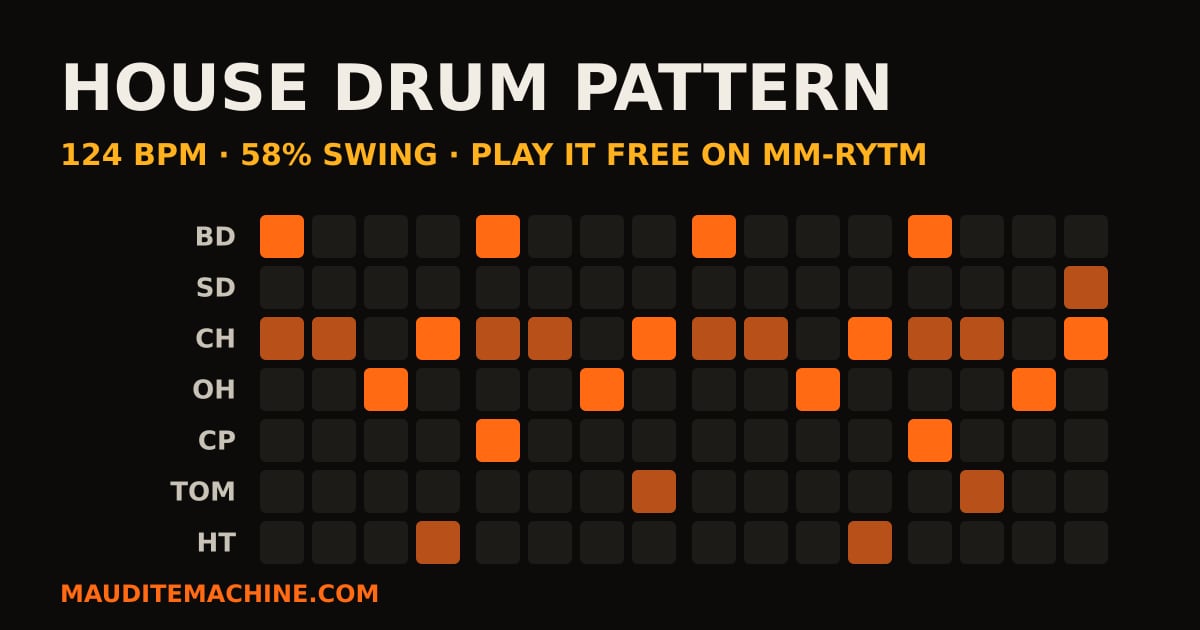 HOUSE DRUM PATTERN
124 BPM · 58% SWING · PLAY IT FREE ON MM-RYTM
BD
SD
CH
OH
CP
TOM
HT
MAUDITEMACHINE.COM